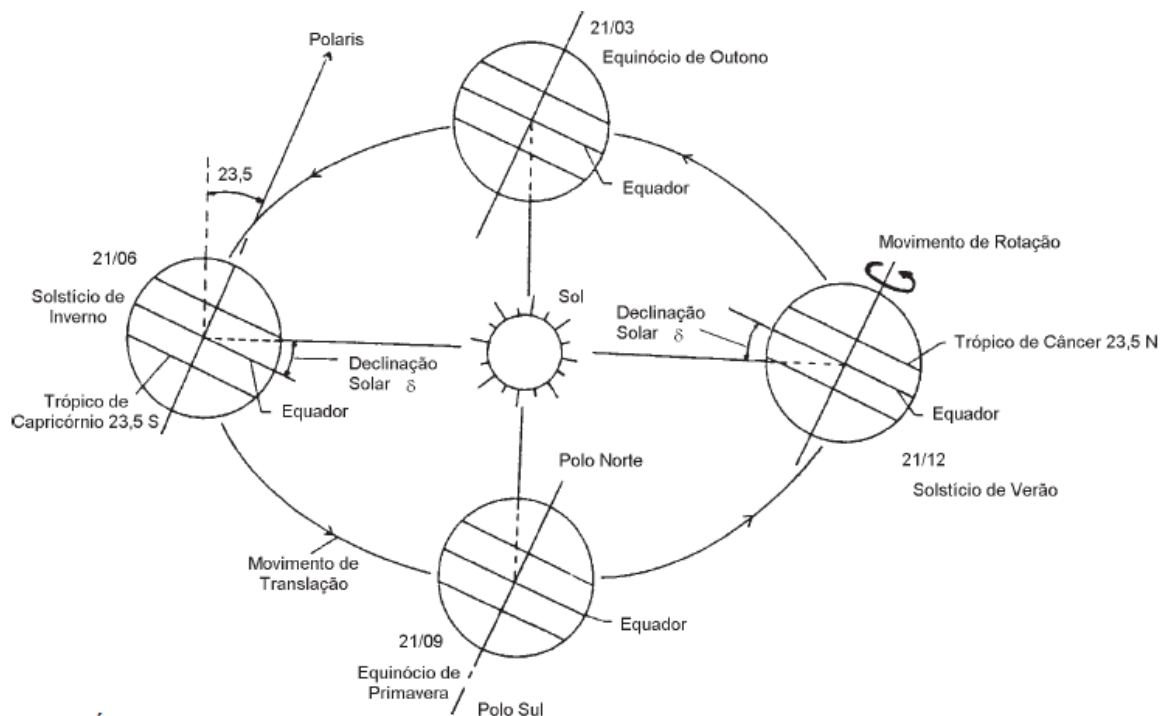 21/03
Equinócio de Outono
Polaris
23,5
Equador
Movimento de Rotação
21/06
Solstício de
Inverno
Sol
Declinação
Solar δ
Trópico de Câncer 23,5 N
Declinação
Solar δ
Equador
Trópico de
Capricórnio 23,5 S
Equador
21/12
Solstício de Verão
Polo Norte
Movimento de
Translação
Equador
21/09
Equinócio de
Primavera
Polo Sul